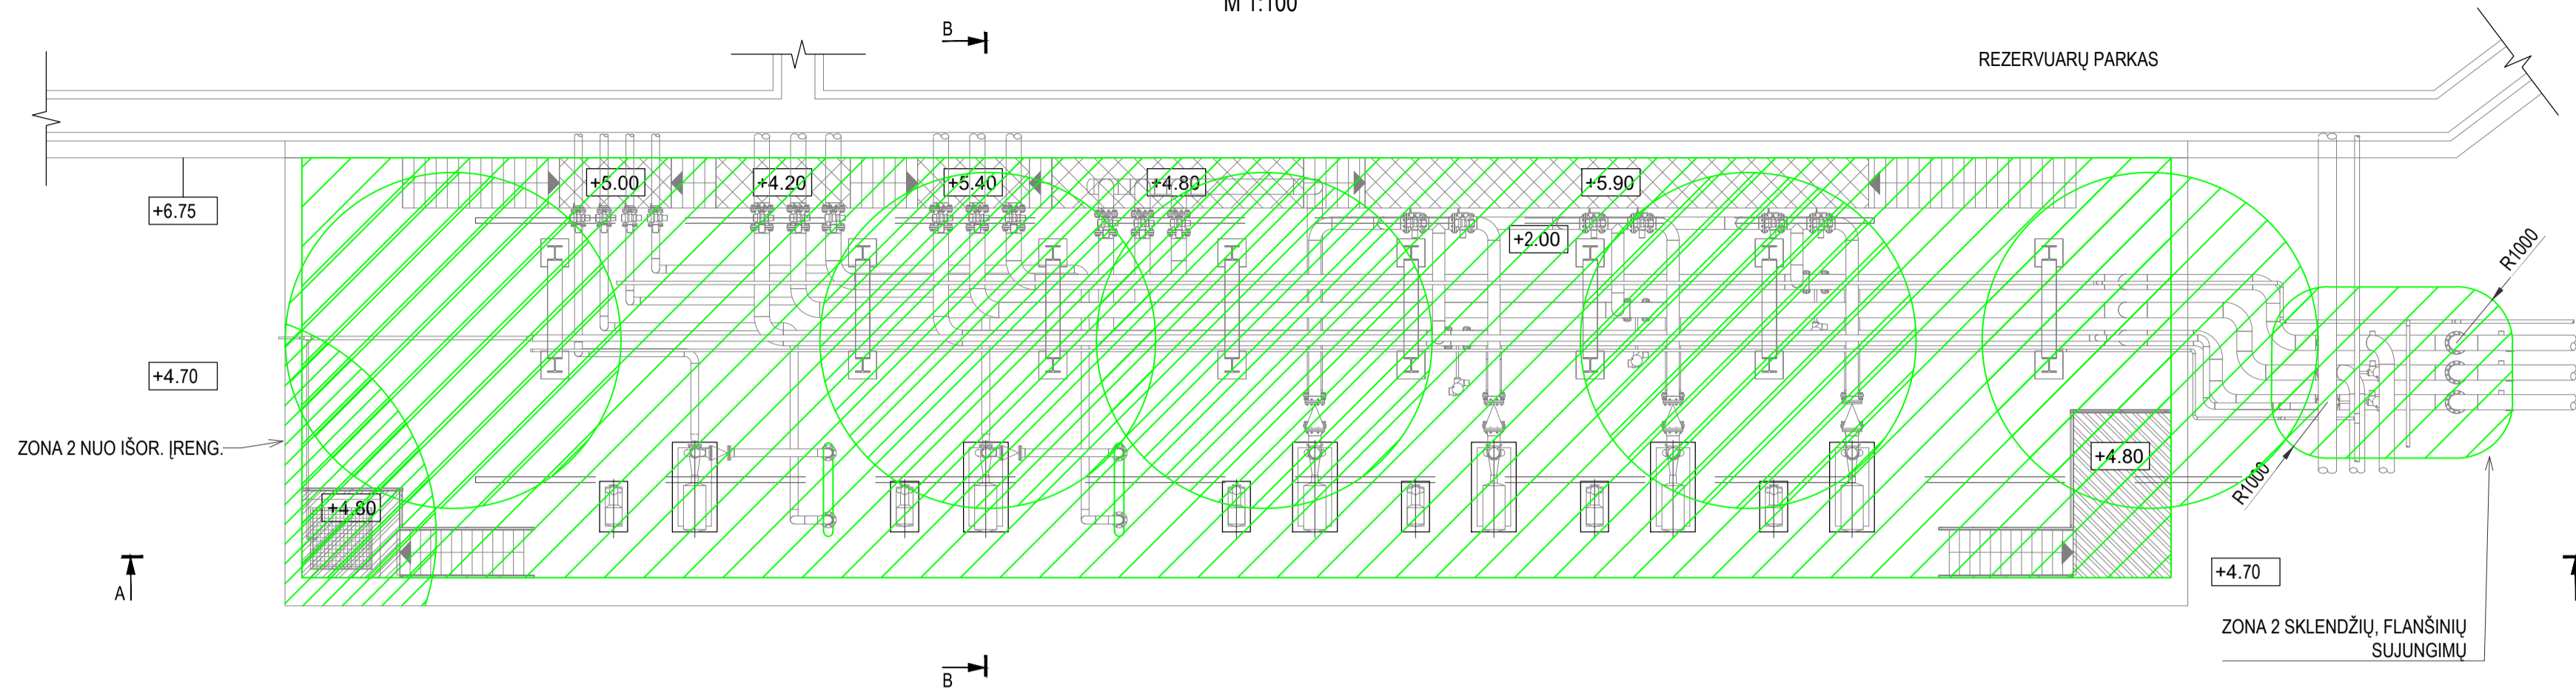 M 1:100
B
REZERVUARŲ PARKAS
+5.00
+4.20
+5.40
+4.80
+5.90
+6.75
+2.00
R1000
+4.70
ZONA 2 NUO IŠOR. ĮRENG.
+4.80
+4.80
R1000
A
+4.70
ZONA 2 SKLENDŽIŲ, FLANŠINIŲ
SUJUNGIMŲ
B